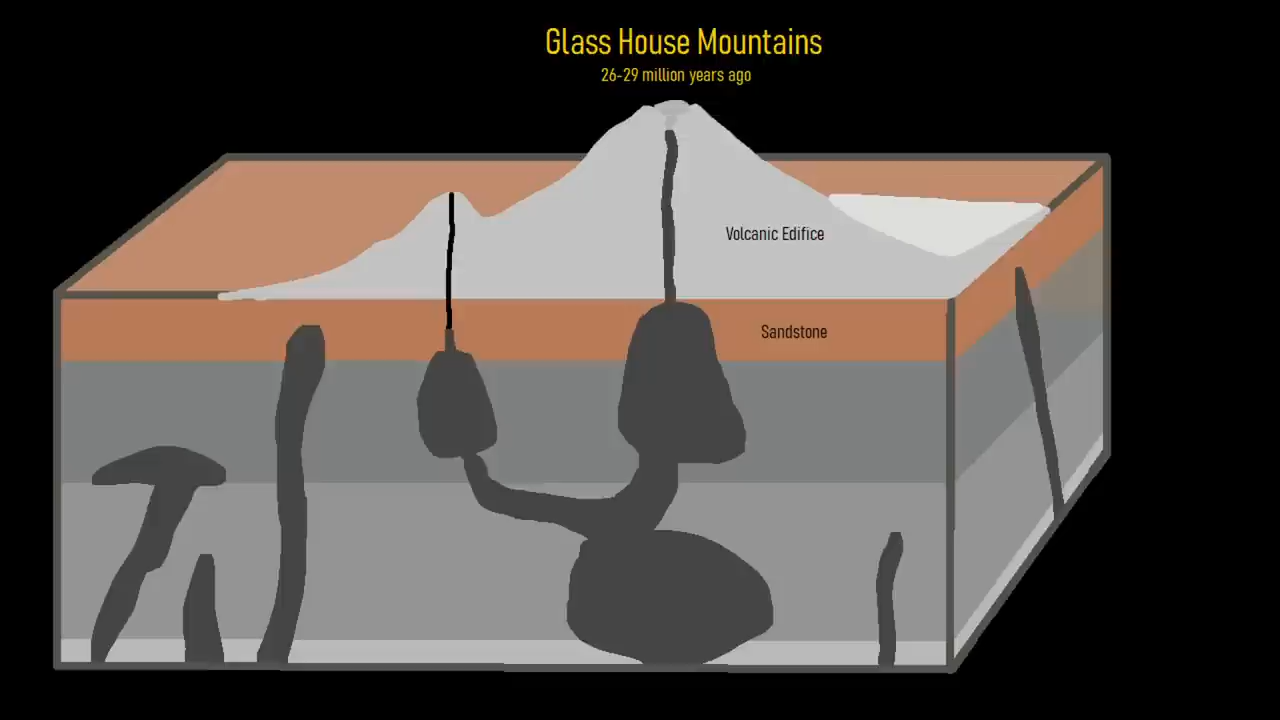 Glass House Mountains
26-29 million years ago
Volcanic Edifice
Sandstone